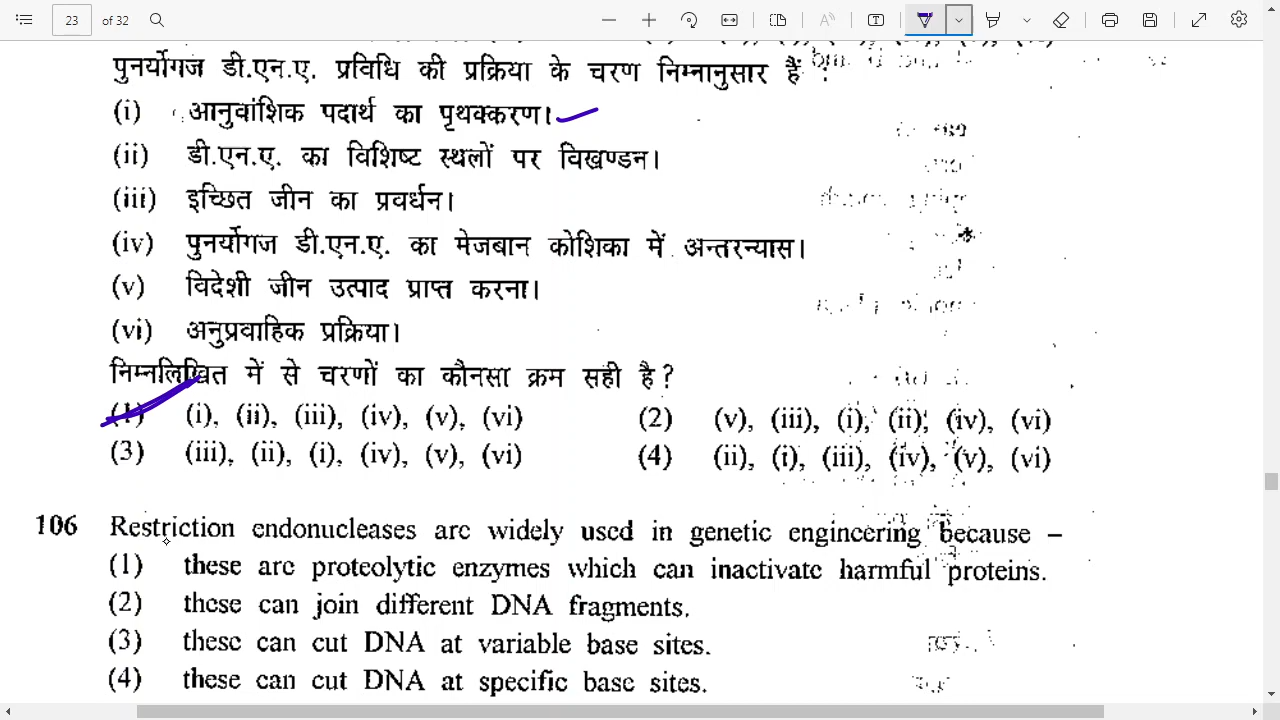 23 of 32
पुनर्योगज डी.एन.ए. प्रविधि की प्रक्रिया के चरण निम्नानुसार हैं :
(i) आनुवांशिक पदार्थ का पृथक्करण।
(ii) डी.एन.ए. का विशिष्ट स्थलों पर विखण्डन।
(iii) इच्छित जीन का प्रवर्धन।
(iv) पुनर्योगज डी.एन.ए. का मेजबान कोशिका में अन्तरन्यास।
(v) विदेशी जीन उत्पाद प्राप्त करना।
(vi) अनुप्रवाहिक प्रक्रिया।
निम्नलिखित में से चरणों का कौनसा क्रम सही है ?
(1) (i), (ii), (iii), (iv), (v), (vi) (2) (v), (iii), (i), (ii), (iv), (vi)
(3) (iii), (ii), (i), (iv), (v), (vi) (4) (ii), (i), (iii), (iv), (v), (vi)
106 Restriction endonucleases are widely used in genetic engineering because –
(1) these are proteolytic enzymes which can inactivate harmful proteins.
(2) these can join different DNA fragments.
(3) these can cut DNA at variable base sites.
(4) these can cut DNA at specific base sites.